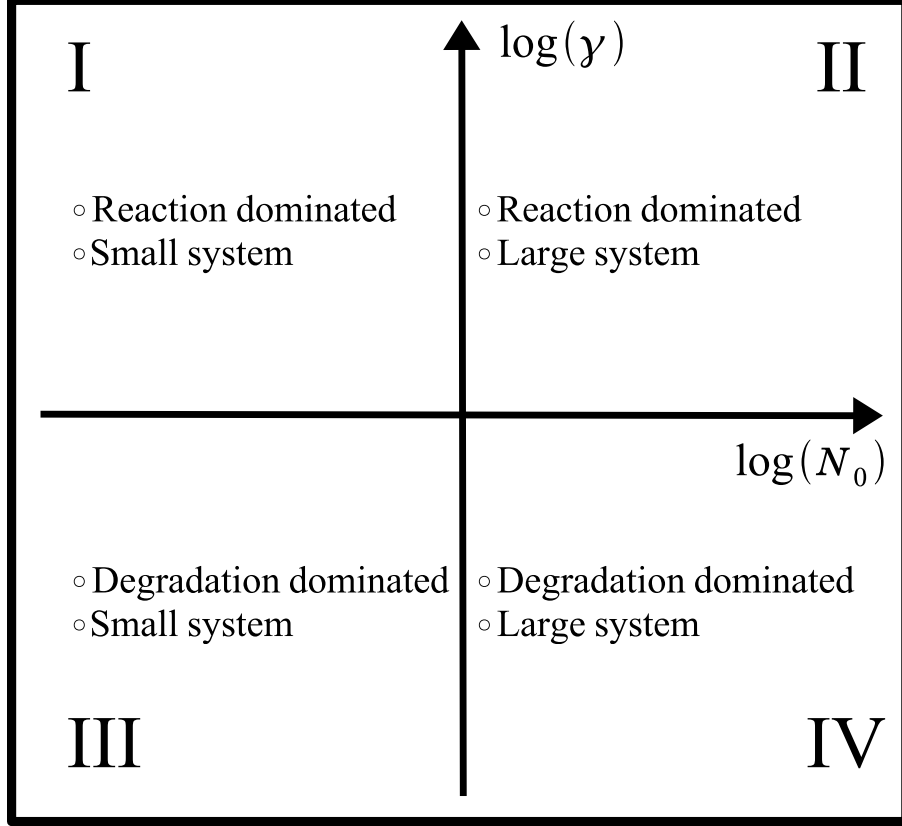 I
log(γ)
II
○ Reaction dominated
○ Small system
○ Reaction dominated
○ Large system
log(N₀)
○ Degradation dominated
○ Small system
○ Degradation dominated
○ Large system
III
IV